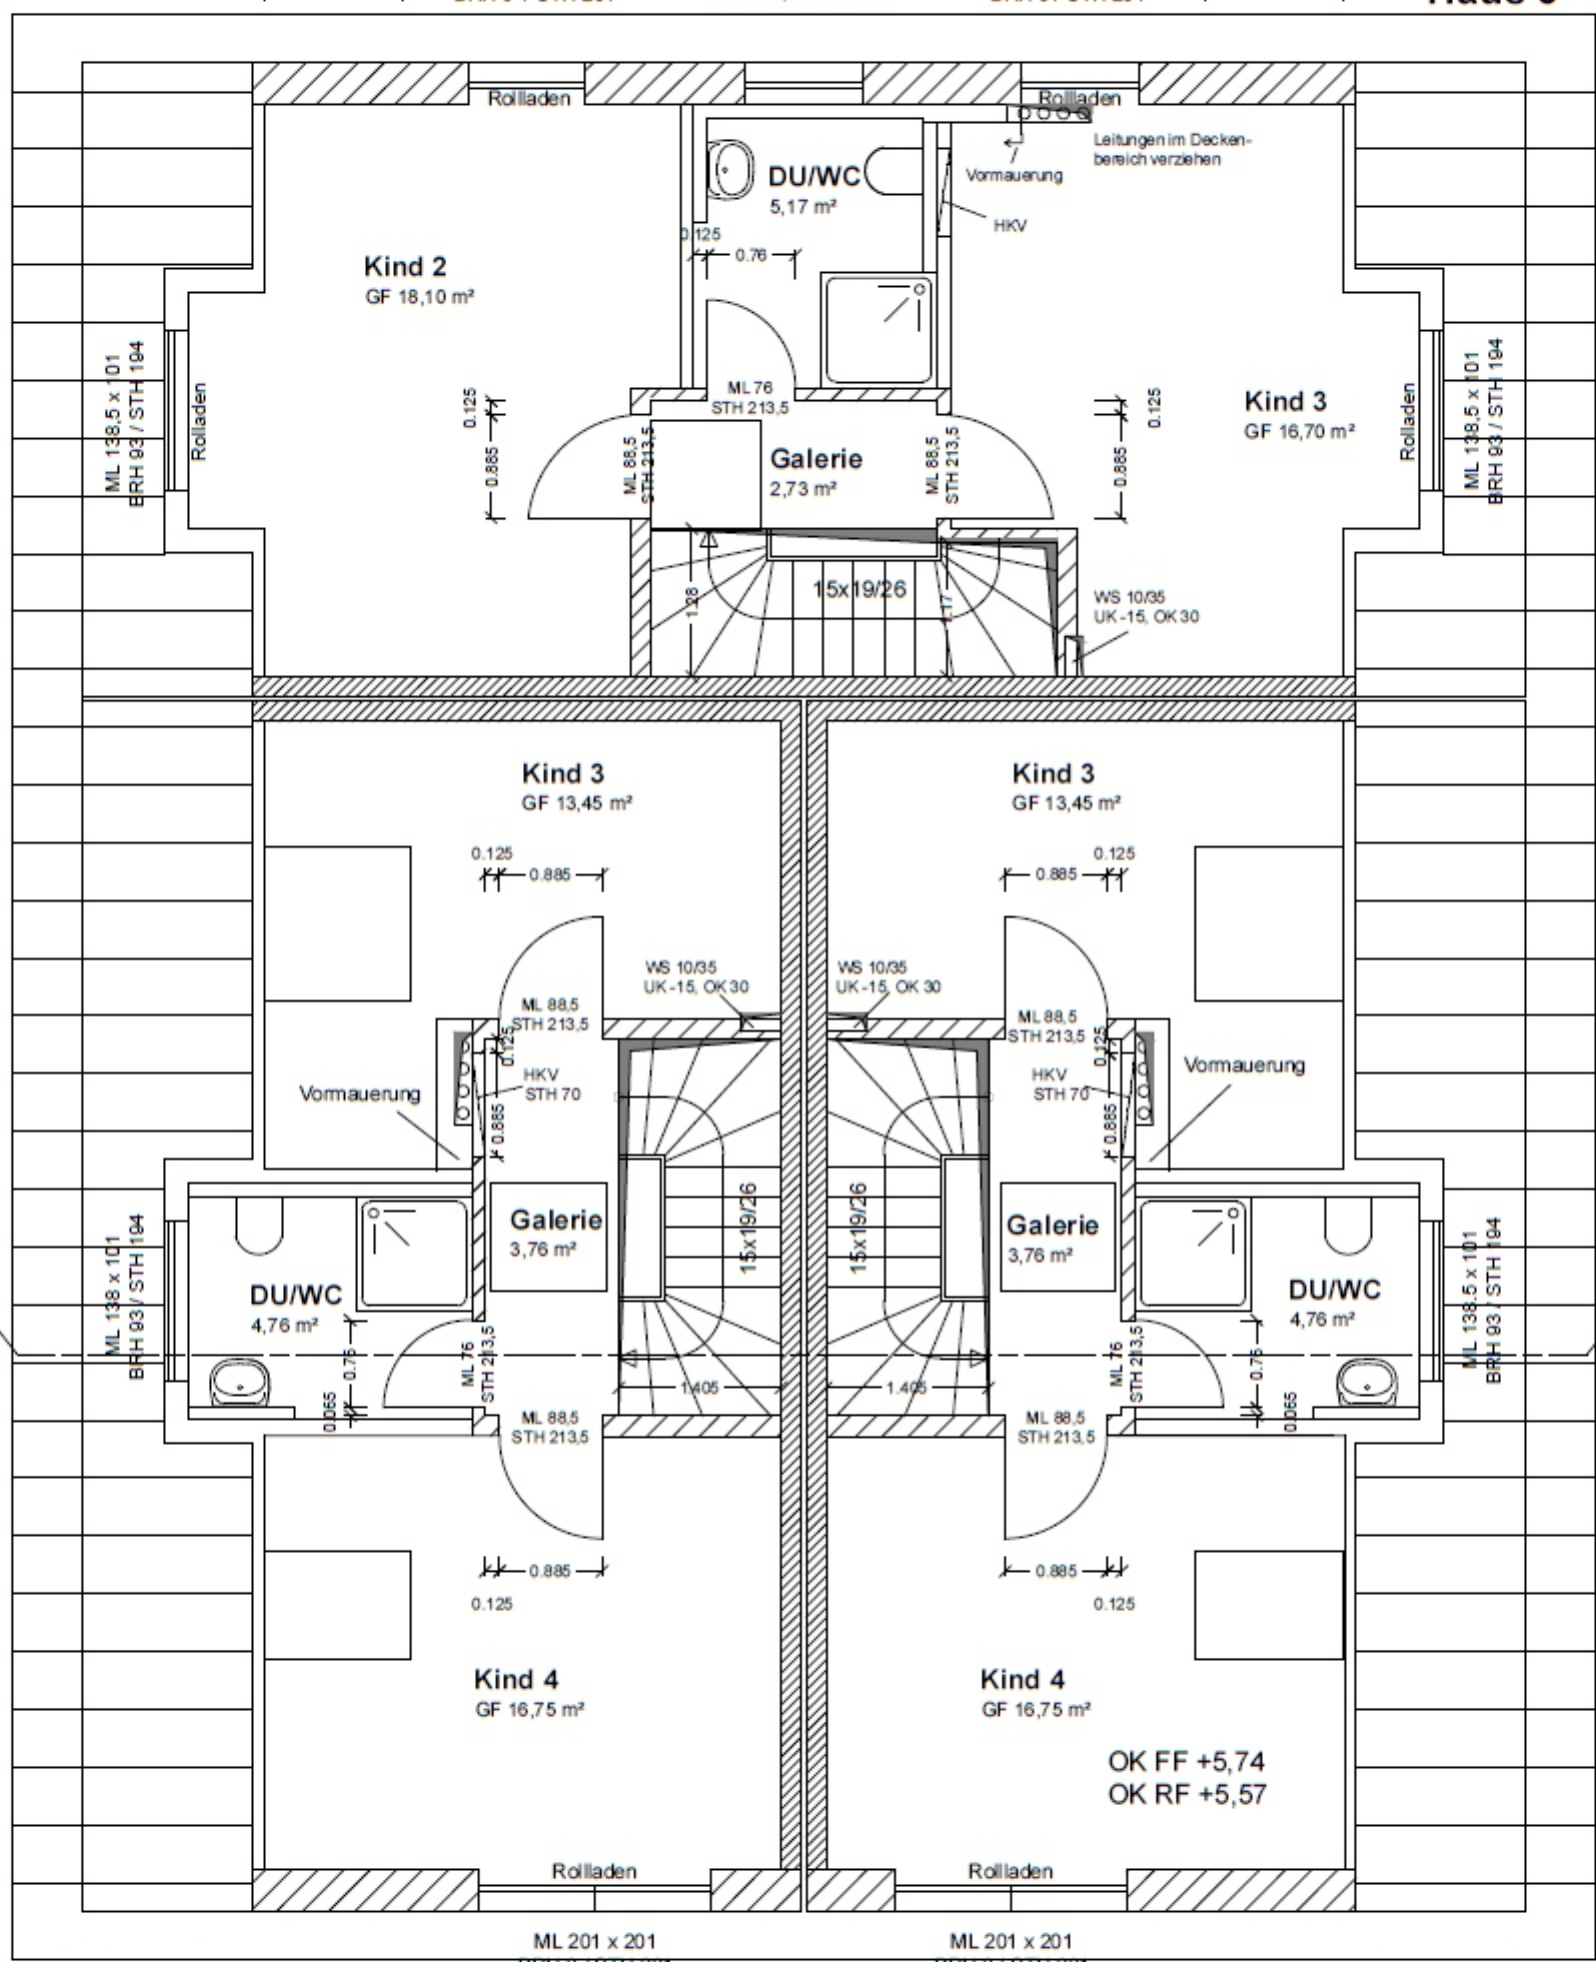 Rollladen
Rollladen
Leitungen im Decken-
bereich verziehen
Vormauerung
HKV
DU/WC
5,17 m²
0.125
0.76
Kind 2
GF 18,10 m²
ML 138,5 x 101
BRH 93 / STH 194
Rolladen
0.125
0.885
ML 76
STH 213,5
ML 88,5
STH 213,5
Galerie
2,73 m²
ML 88,5
STH 213,5
0.125
0.885
Kind 3
GF 16,70 m²
Rolladen
ML 138,5 x 101
BRH 93 / STH 194
1.28
15x19/26
WS 10/35
UK -15, OK 30
Kind 3
GF 13,45 m²
Kind 3
GF 13,45 m²
0.125
0.885
0.125
0.885
WS 10/35
UK -15, OK 30
WS 10/35
UK -15, OK 30
ML 88,5
STH 213,5
ML 88,5
STH 213,5
0.125
0.125
HKV
STH 70
HKV
STH 70
Vormauerung
Vormauerung
0.885
0.885
Galerie
3,76 m²
15x19/26
15x19/26
Galerie
3,76 m²
ML 138 x 101
BRH 93 / STH 194
DU/WC
4,76 m²
DU/WC
4,76 m²
ML 138.5 x 101
BRH 93 / STH 194
0.76
0.065
ML 76
STH 213,5
1.405
1.405
ML 76
STH 213,5
0.76
0.065
ML 88,5
STH 213,5
ML 88,5
STH 213,5
0.885
0.125
0.885
0.125
Kind 4
GF 16,75 m²
Kind 4
GF 16,75 m²
OK FF +5,74
OK RF +5,57
Rollladen
Rollladen
ML 201 x 201
ML 201 x 201